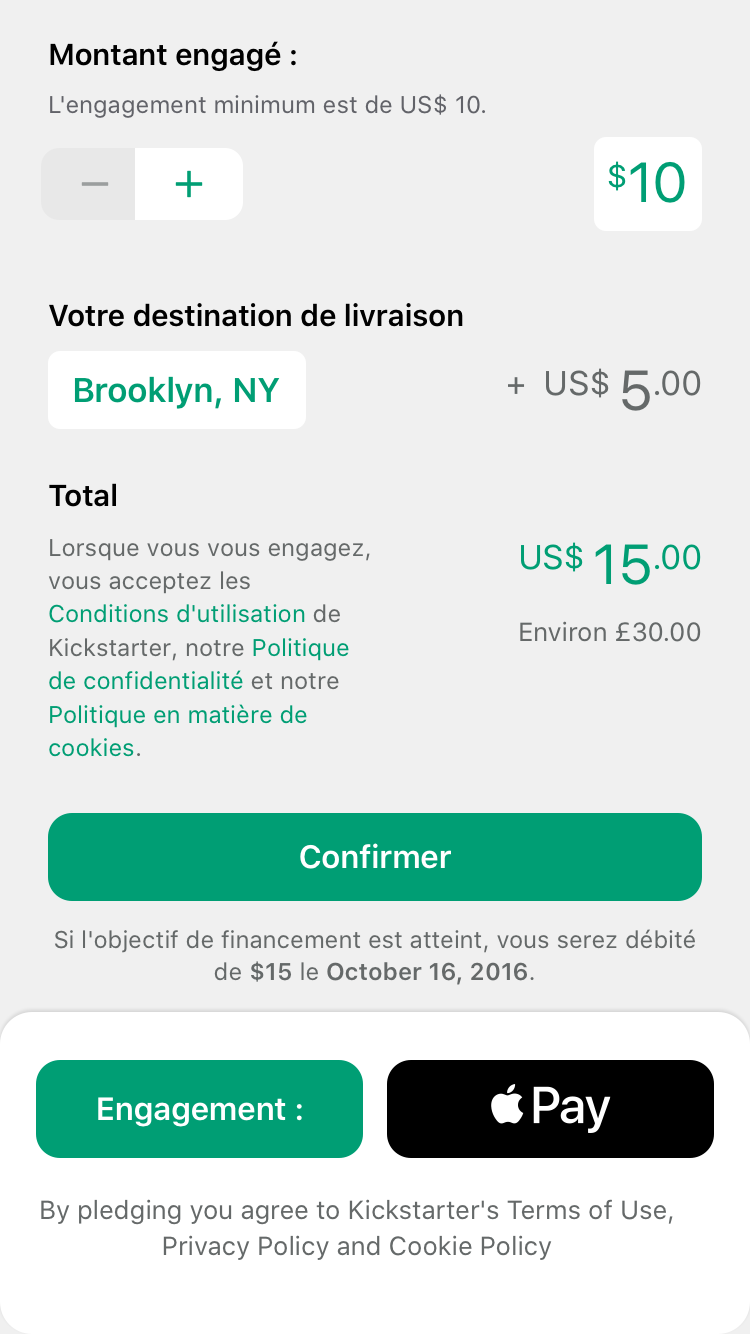 Montant engagé :
L'engagement minimum est de US$ 10.
− +
$10
Votre destination de livraison
Brooklyn, NY
+ US$ 5.00
Total
Lorsque vous vous engagez,
vous acceptez les
Conditions d'utilisation de
Kickstarter, notre Politique
de confidentialité et notre
Politique en matière de
cookies.
US$ 15.00
Environ £30.00
Confirmer
Si l'objectif de financement est atteint, vous serez débité
de $15 le October 16, 2016.
Engagement :
Pay
By pledging you agree to Kickstarter's Terms of Use,
Privacy Policy and Cookie Policy